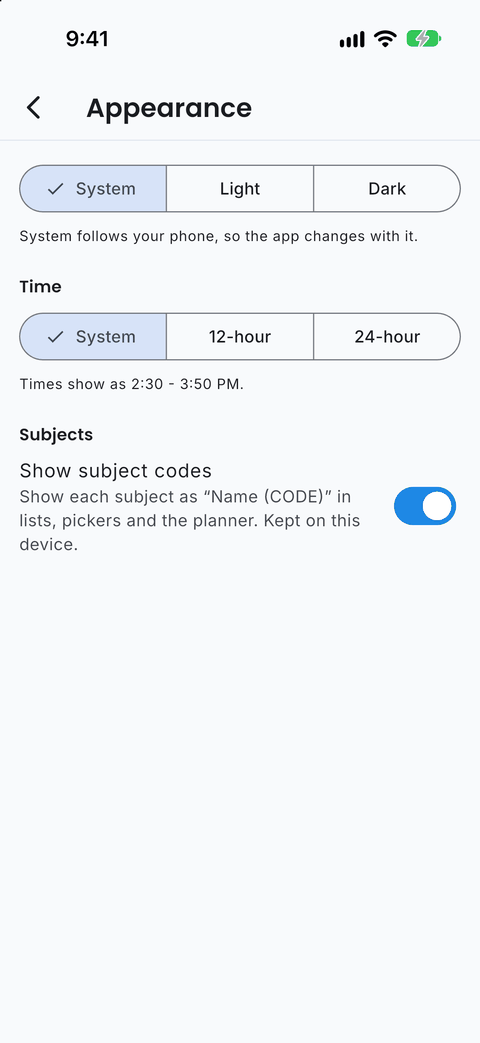 9:41
Appearance
System
Light
Dark
System follows your phone, so the app changes with it.
Time
System
12-hour
24-hour
Times show as 2:30 - 3:50 PM.
Subjects
Show subject codes
Show each subject as “Name (CODE)” in
lists, pickers and the planner. Kept on this
device.